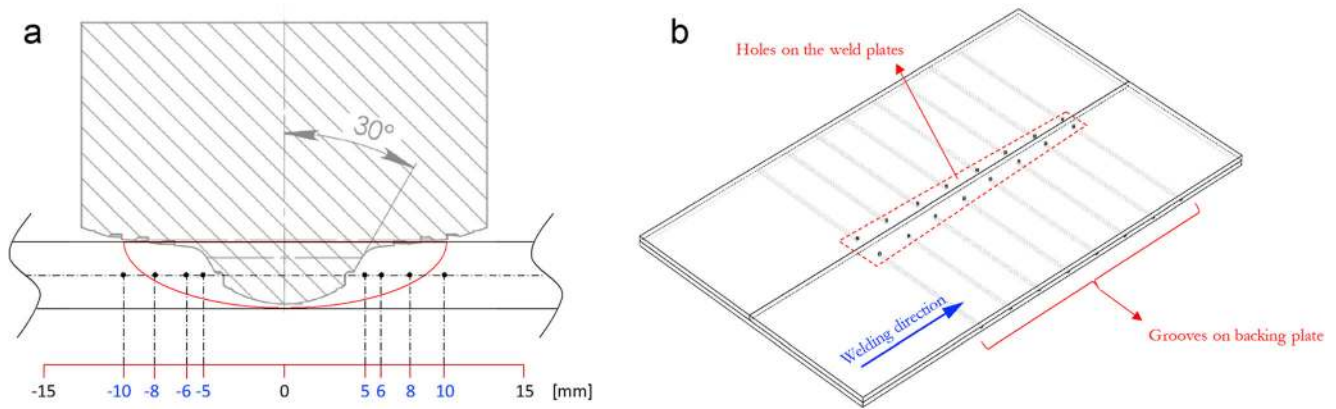 a
30°
-15 -10 -8 -6 -5 0 5 6 8 10 15 [mm]
b
Holes on the weld plates
Welding direction
Grooves on backing plate